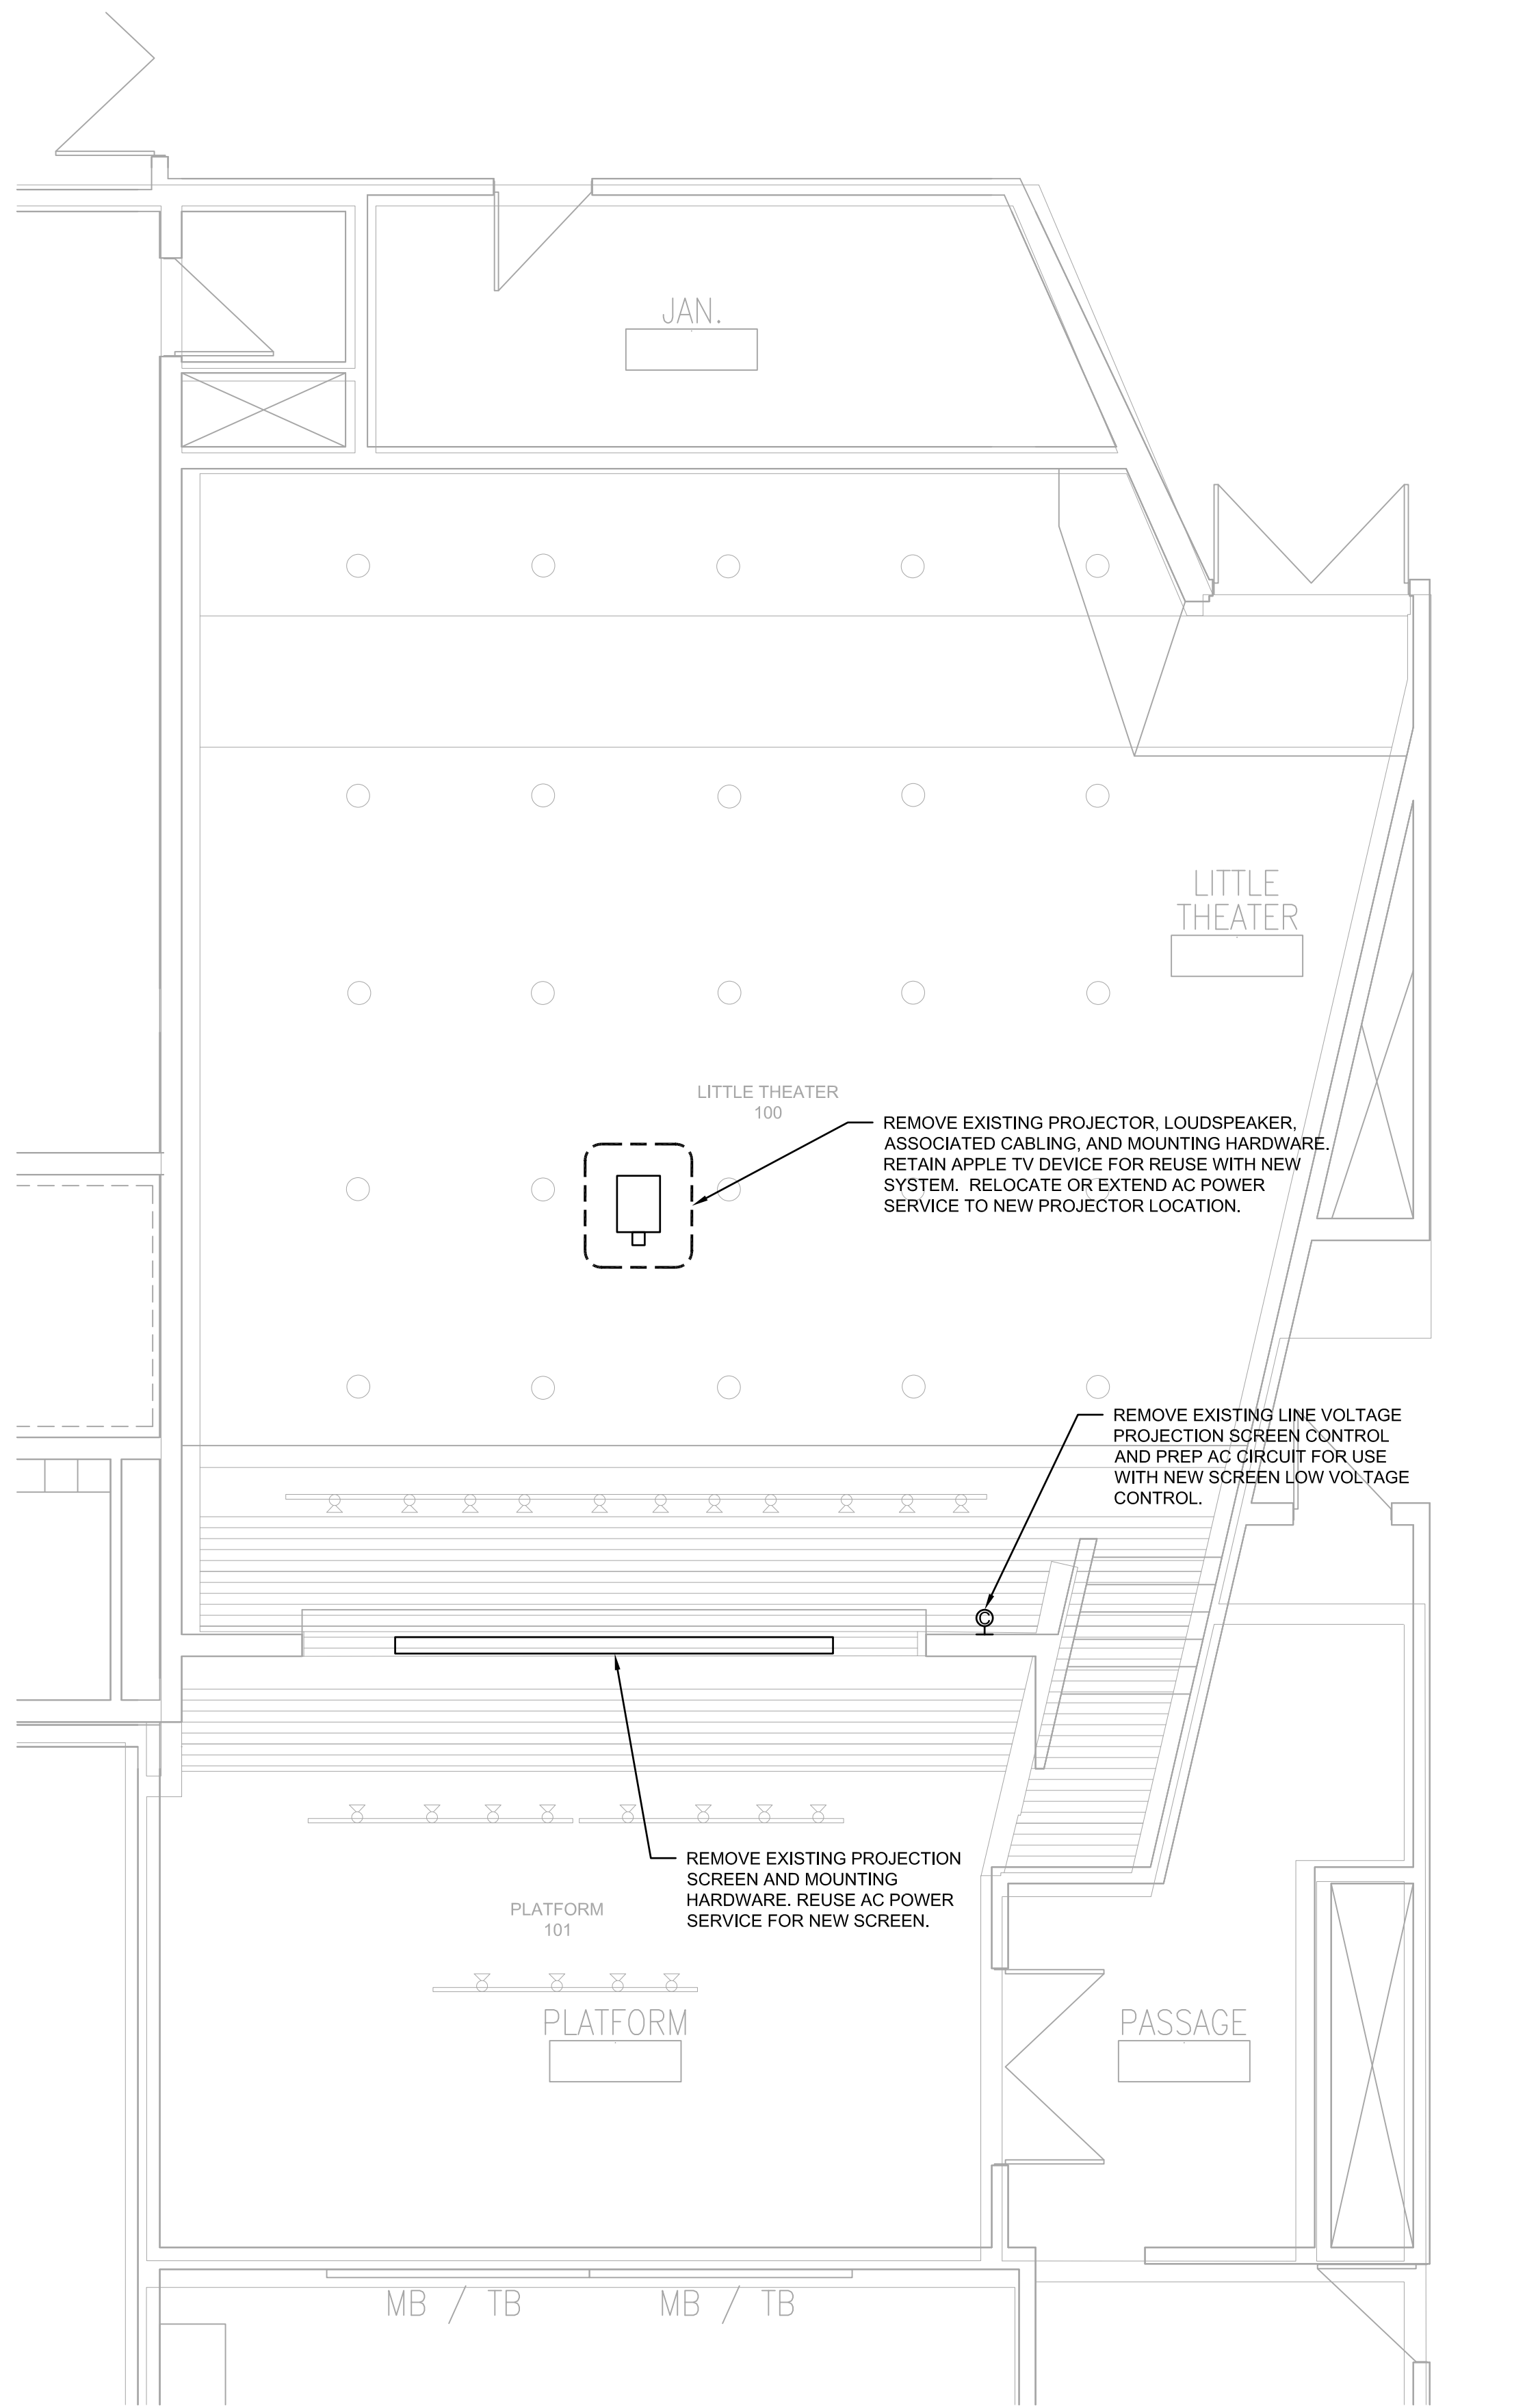 JAN.
LITTLE
THEATER
LITTLE THEATER
100
REMOVE EXISTING PROJECTOR, LOUDSPEAKER,
ASSOCIATED CABLING, AND MOUNTING HARDWARE.
RETAIN APPLE TV DEVICE FOR REUSE WITH NEW
SYSTEM. RELOCATE OR EXTEND AC POWER
SERVICE TO NEW PROJECTOR LOCATION.
REMOVE EXISTING LINE VOLTAGE
PROJECTION SCREEN CONTROL
AND PREP AC CIRCUIT FOR USE
WITH NEW SCREEN LOW VOLTAGE
CONTROL.
C
REMOVE EXISTING PROJECTION
SCREEN AND MOUNTING
HARDWARE. REUSE AC POWER
SERVICE FOR NEW SCREEN.
PLATFORM
101
PLATFORM
PASSAGE
MB / TB
MB / TB